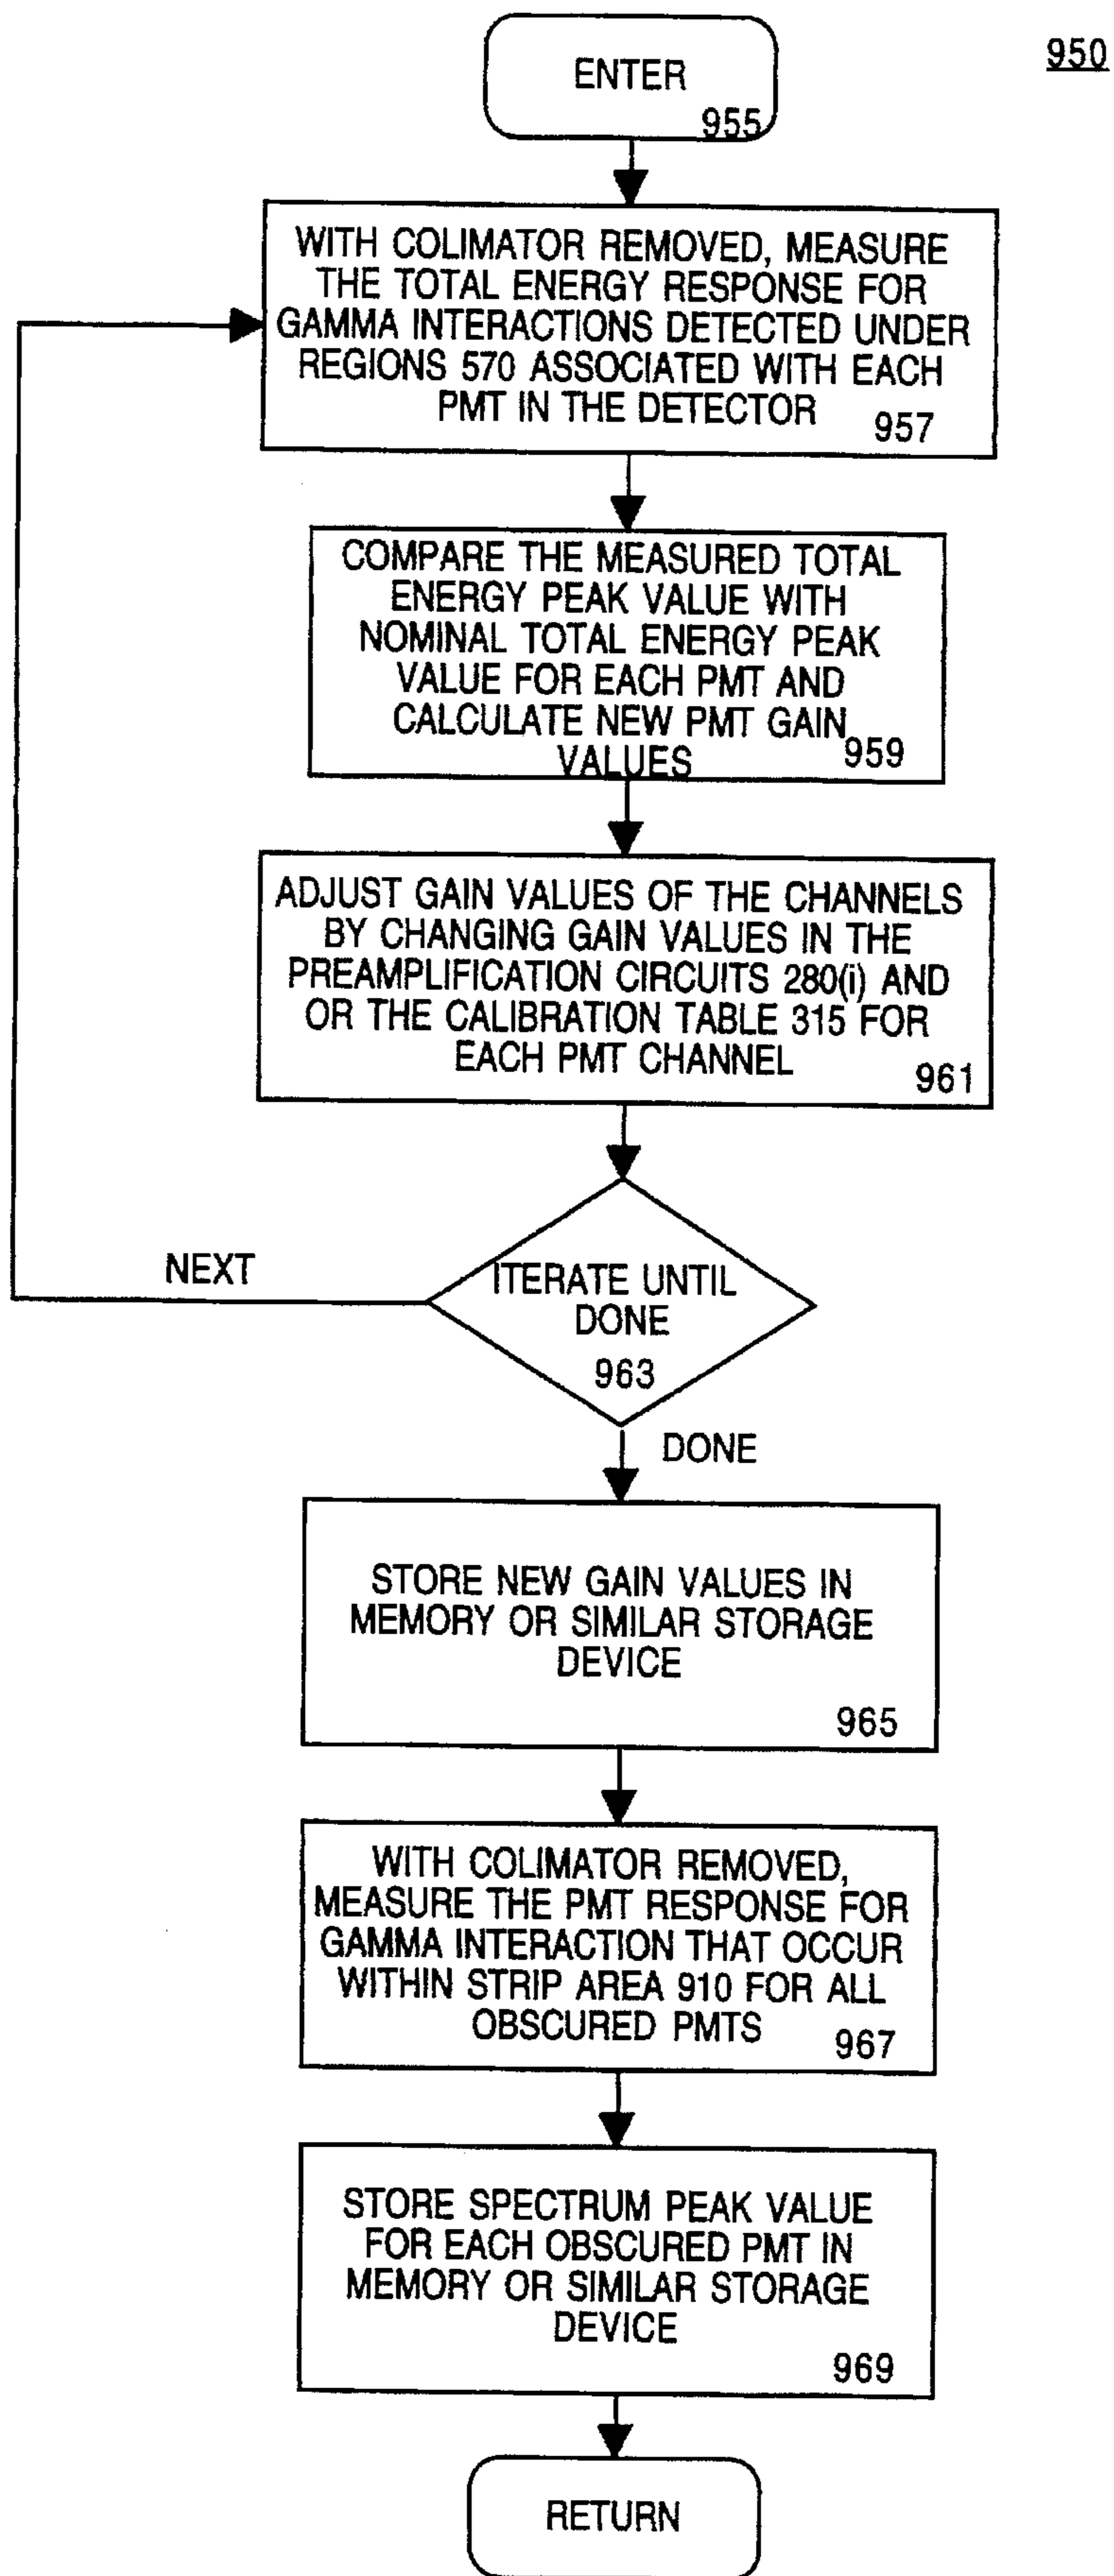 950
ENTER
955
WITH COLIMATOR REMOVED, MEASURE
THE TOTAL ENERGY RESPONSE FOR
GAMMA INTERACTIONS DETECTED UNDER
REGIONS 570 ASSOCIATED WITH EACH
PMT IN THE DETECTOR
957
COMPARE THE MEASURED TOTAL
ENERGY PEAK VALUE WITH
NOMINAL TOTAL ENERGY PEAK
VALUE FOR EACH PMT AND
CALCULATE NEW PMT GAIN
VALUES
959
ADJUST GAIN VALUES OF THE CHANNELS
BY CHANGING GAIN VALUES IN THE
PREAMPLIFICATION CIRCUITS 280(i) AND
OR THE CALIBRATION TABLE 315 FOR
EACH PMT CHANNEL
961
NEXT
ITERATE UNTIL
DONE
963
DONE
STORE NEW GAIN VALUES IN
MEMORY OR SIMILAR STORAGE
DEVICE
965
WITH COLIMATOR REMOVED,
MEASURE THE PMT RESPONSE FOR
GAMMA INTERACTION THAT OCCUR
WITHIN STRIP AREA 910 FOR ALL
OBSCURED PMTS
967
STORE SPECTRUM PEAK VALUE
FOR EACH OBSCURED PMT IN
MEMORY OR SIMILAR STORAGE
DEVICE
969
RETURN